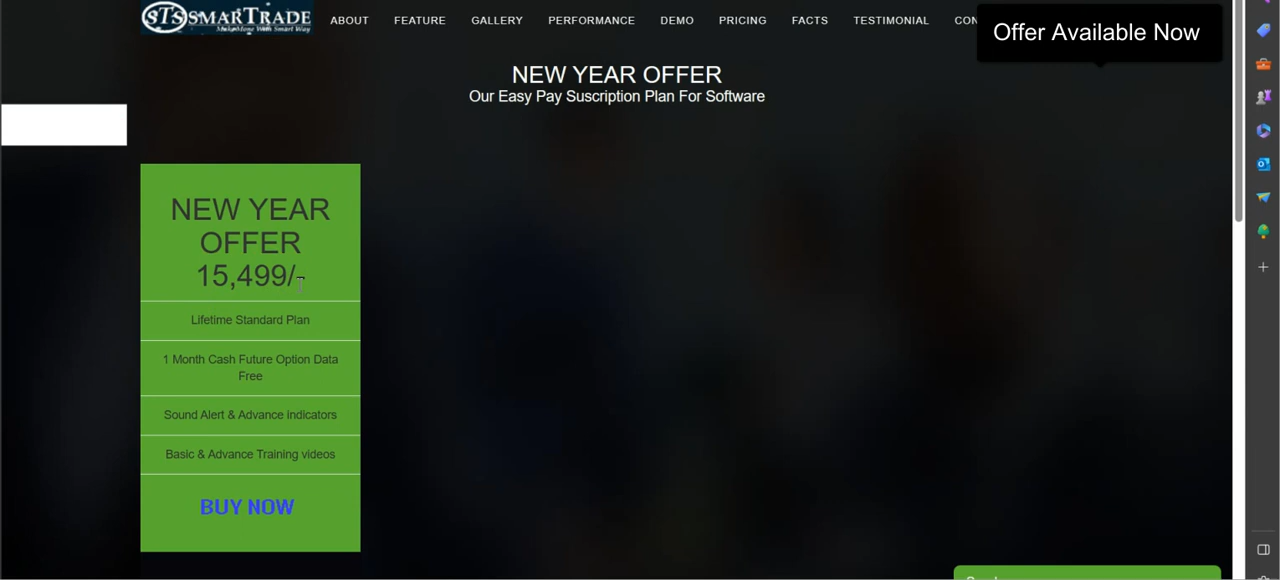 STS SMARTRADE
ABOUT FEATURE GALLERY PERFORMANCE DEMO PRICING FACTS TESTIMONIAL CON
Offer Available Now
NEW YEAR OFFER
Our Easy Pay Suscription Plan For Software
NEW YEAR
OFFER
15,499/-
Lifetime Standard Plan
1 Month Cash Future Option Data
Free
Sound Alert & Advance indicators
Basic & Advance Training videos
BUY NOW